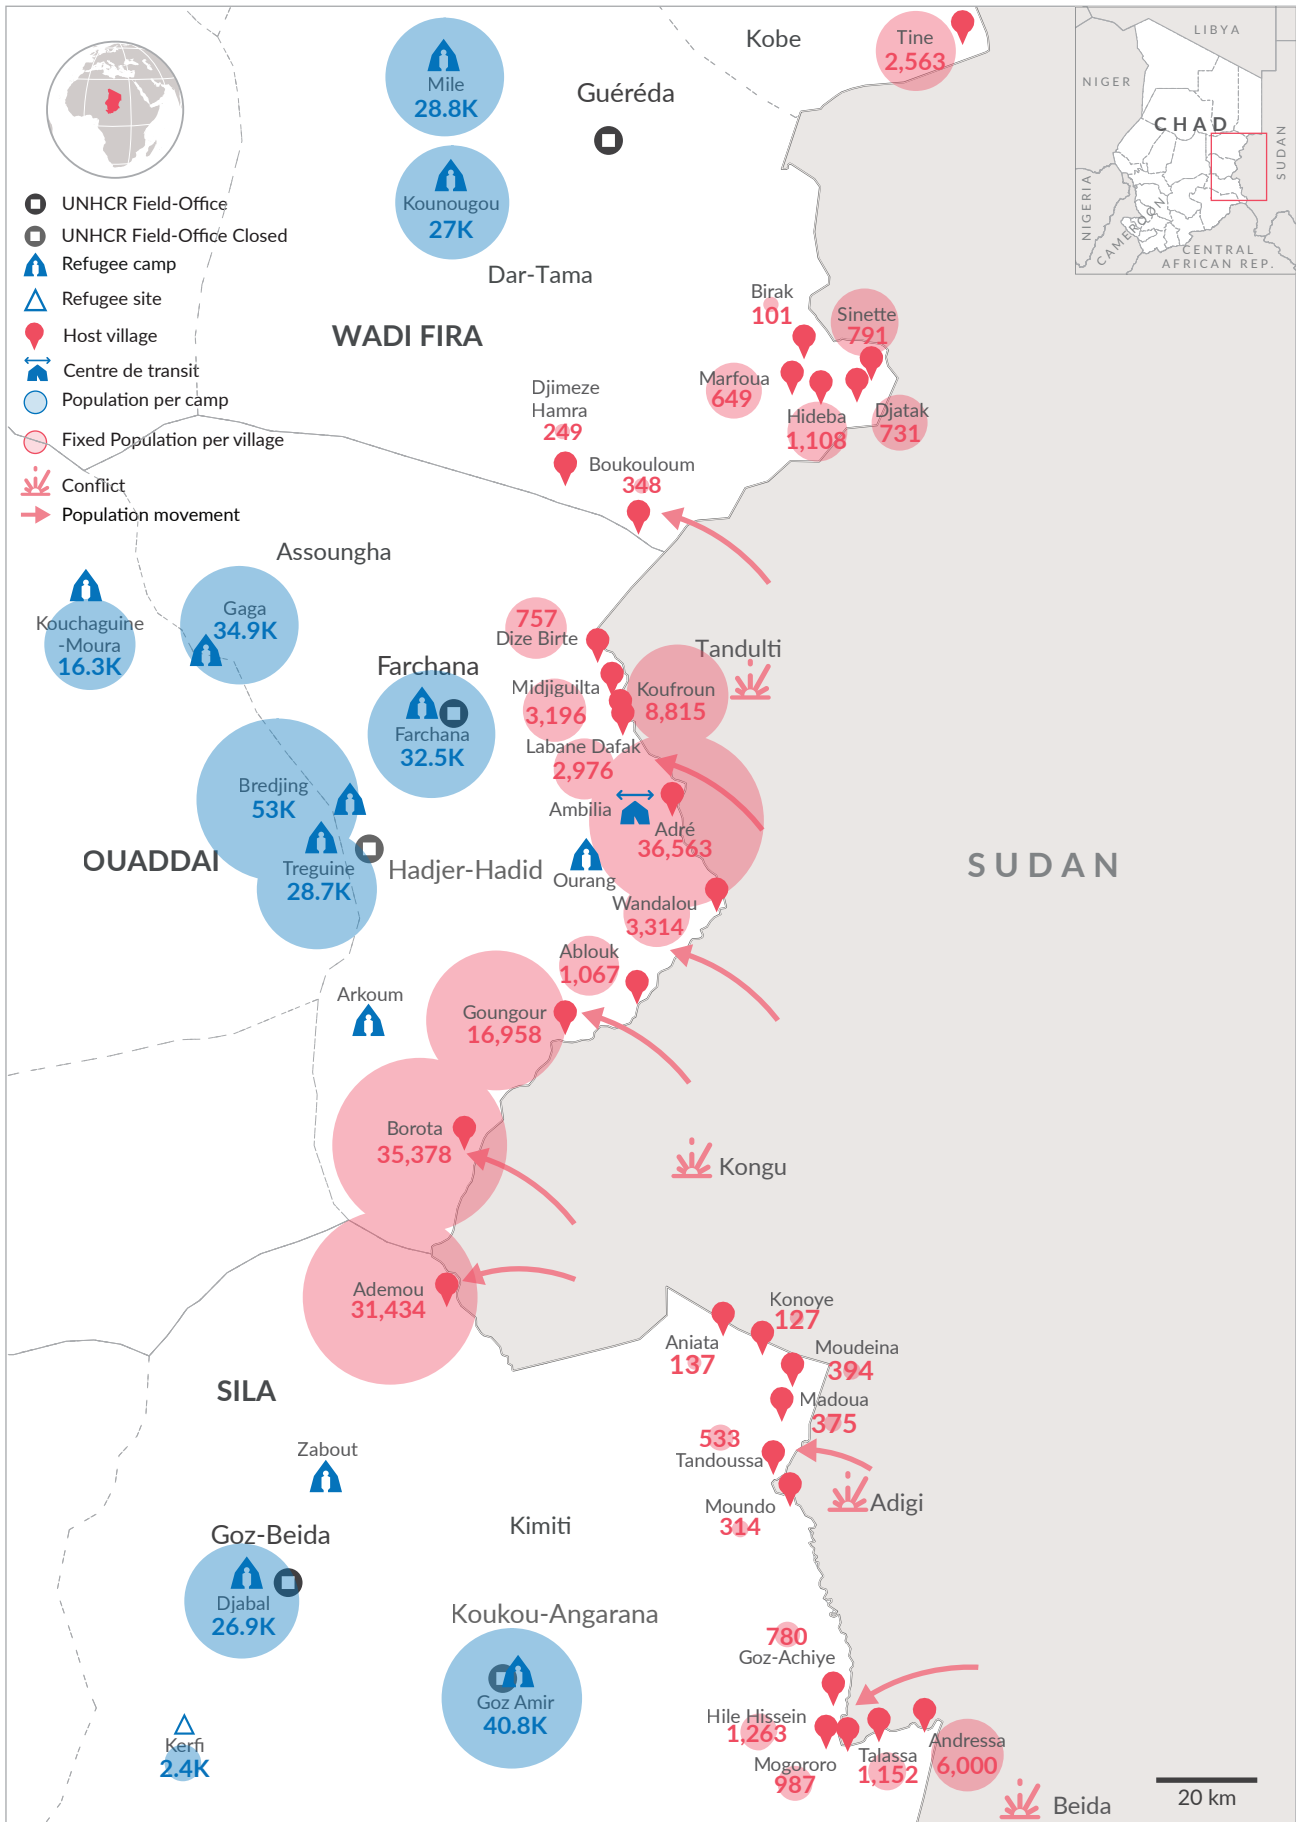 Kobe
Tine
2,563
LIBYA
NIGER
CHAD
SUDAN
NIGERIA
CAMEROON
CENTRAL
AFRICAN REP.
Mile
28.8K
Guéréda
Kounougou
27K
UNHCR Field-Office
UNHCR Field-Office Closed
Refugee camp
Refugee site
Host village
Centre de transit
Population per camp
Fixed Population per village
Conflict
Population movement
Dar-Tama
WADI FIRA
Birak
101
Sinette
791
Marfoua
649
Hideba
1,108
Djatak
731
Djimeze
Hamra
249
Boukouloum
348
Assoungha
Kouchaguine
-Moura
16.3K
Gaga
34.9K
757
Dize Birte
Tandulti
Farchana
Midjiguilta
3,196
Koufroun
8,815
Farchana
32.5K
Labane Dafak
2,976
Bredjing
53K
Ambilia
Adré
36,563
OUADDAI
Treguine
28.7K
Hadjer-Hadid
Ourang
SUDAN
Wandalou
3,314
Ablouk
1,067
Arkoum
Goungour
16,958
Borota
35,378
Kongu
Ademou
31,434
Konoye
127
Aniata
137
Moudeina
394
SILA
Madoua
375
533
Tandoussa
Zabout
Moundo
314
Adigi
Kimiti
Goz-Beida
Djabal
26.9K
Koukou-Angarana
780
Goz-Achiye
Goz Amir
40.8K
Hile Hissein
1,263
Kerfi
2.4K
Mogororo
987
Talassa
1,152
Andressa
6,000
20 km
Beida